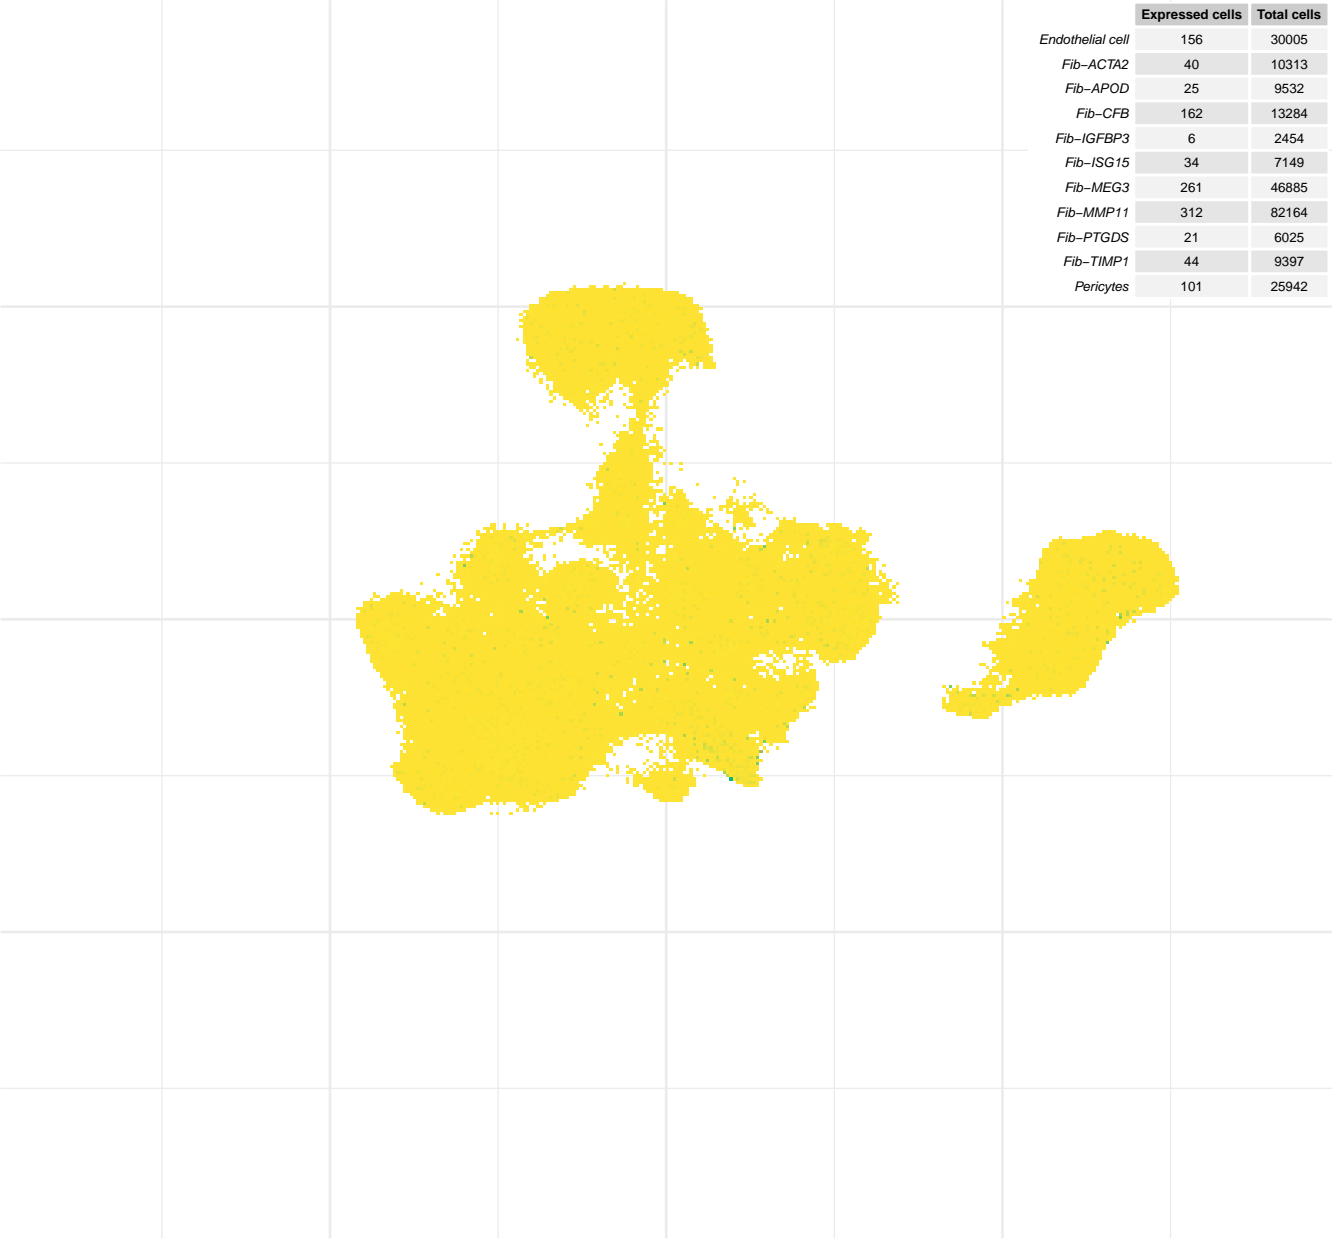 Expressed cells Total cells
Endothelial cell 156 30005
Fib−ACTA2 40 10313
Fib−APOD 25 9532
Fib−CFB 162 13284
Fib−IGFBP3 6 2454
Fib−ISG15 34 7149
Fib−MEG3 261 46885
Fib−MMP11 312 82164
Fib−PTGDS 21 6025
Fib−TIMP1 44 9397
Pericytes 101 25942